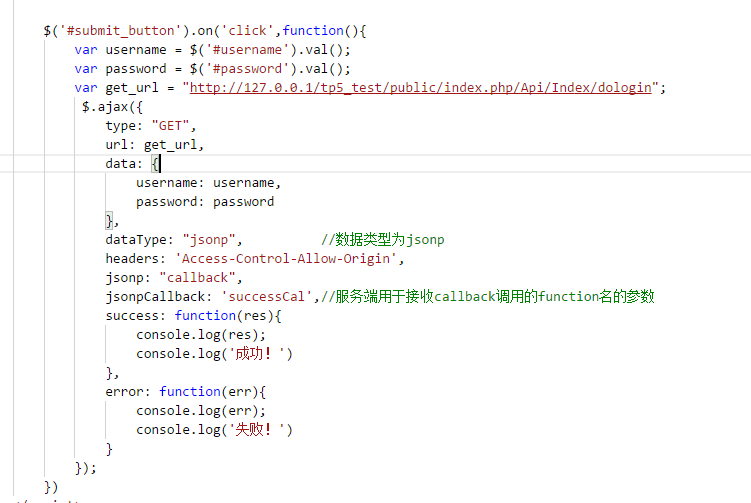 $('#submit_button').on('click',function(){
var username = $('#username').val();
var password = $('#password').val();
var get_url = "http://127.0.0.1/tp5_test/public/index.php/Api/Index/dologin";
$.ajax({
type: "GET",
url: get_url,
data: {
username: username,
password: password
},
dataType: "jsonp", //数据类型为jsonp
headers: 'Access-Control-Allow-Origin',
jsonp: "callback",
jsonpCallback: 'successCal',//服务端用于接收callback调用的function名的参数
success: function(res){
console.log(res);
console.log('成功！')
},
error: function(err){
console.log(err);
console.log('失败！')
}
});
})